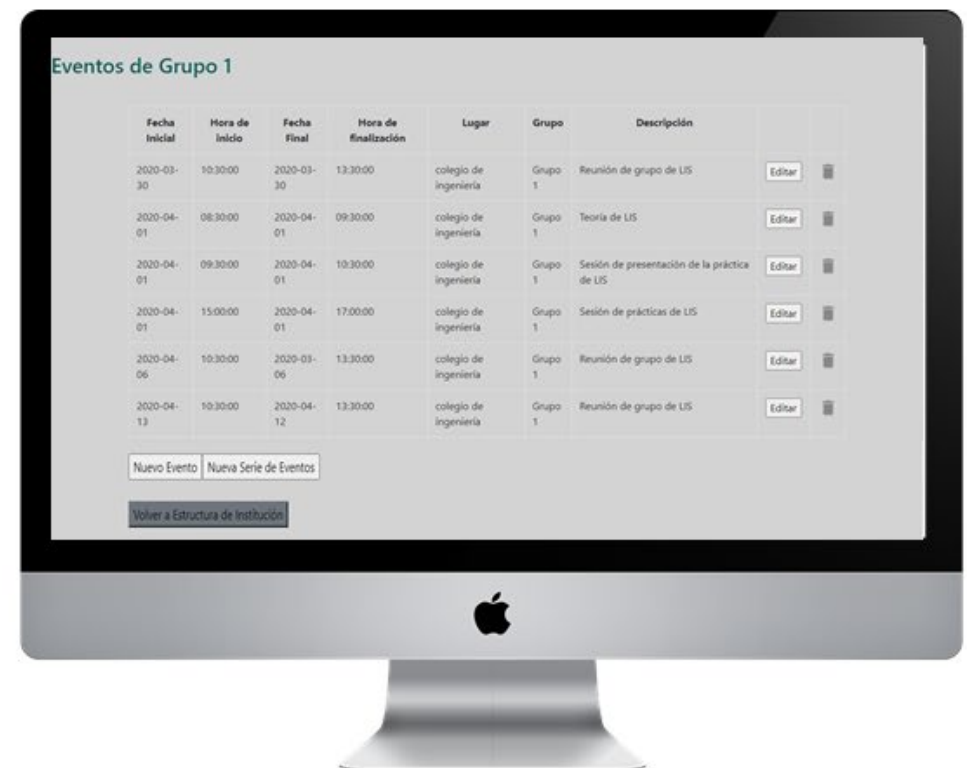 Eventos de Grupo 1
Fecha Inicial Hora de inicio Fecha Final Hora de finalización Lugar Grupo Descripción
2020-03-30 10:30:00 2020-03-30 13:30:00 colegio de ingeniería Grupo 1 Reunión de grupo de LIS Editar
2020-04-01 08:30:00 2020-04-01 09:30:00 colegio de ingeniería Grupo 1 Teoría de LIS Editar
2020-04-01 09:30:00 2020-04-01 10:30:00 colegio de ingeniería Grupo 1 Sesión de presentación de la práctica de LIS Editar
2020-04-01 15:00:00 2020-04-01 17:00:00 colegio de ingeniería Grupo 1 Sesión de prácticas de LIS Editar
2020-04-06 10:30:00 2020-03-06 13:30:00 colegio de ingeniería Grupo 1 Reunión de grupo de LIS Editar
2020-04-13 10:30:00 2020-04-12 13:30:00 colegio de ingeniería Grupo 1 Reunión de grupo de LIS Editar
Nuevo Evento Nueva Serie de Eventos
Volver a Estructura de Institución